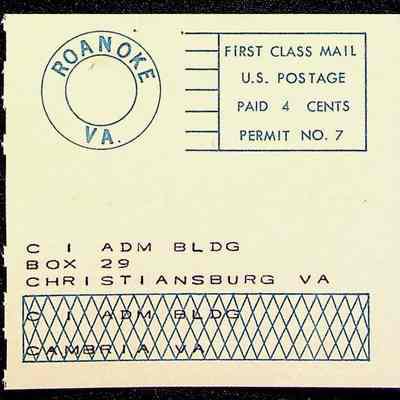 ROANOKE
VA.
FIRST CLASS MAIL
U.S. POSTAGE
PAID 4 CENTS
PERMIT NO. 7
C I ADM BLDG
BOX 29
CHRISTIANSBURG VA
C I ADM BLDG
CAMBRIA VA